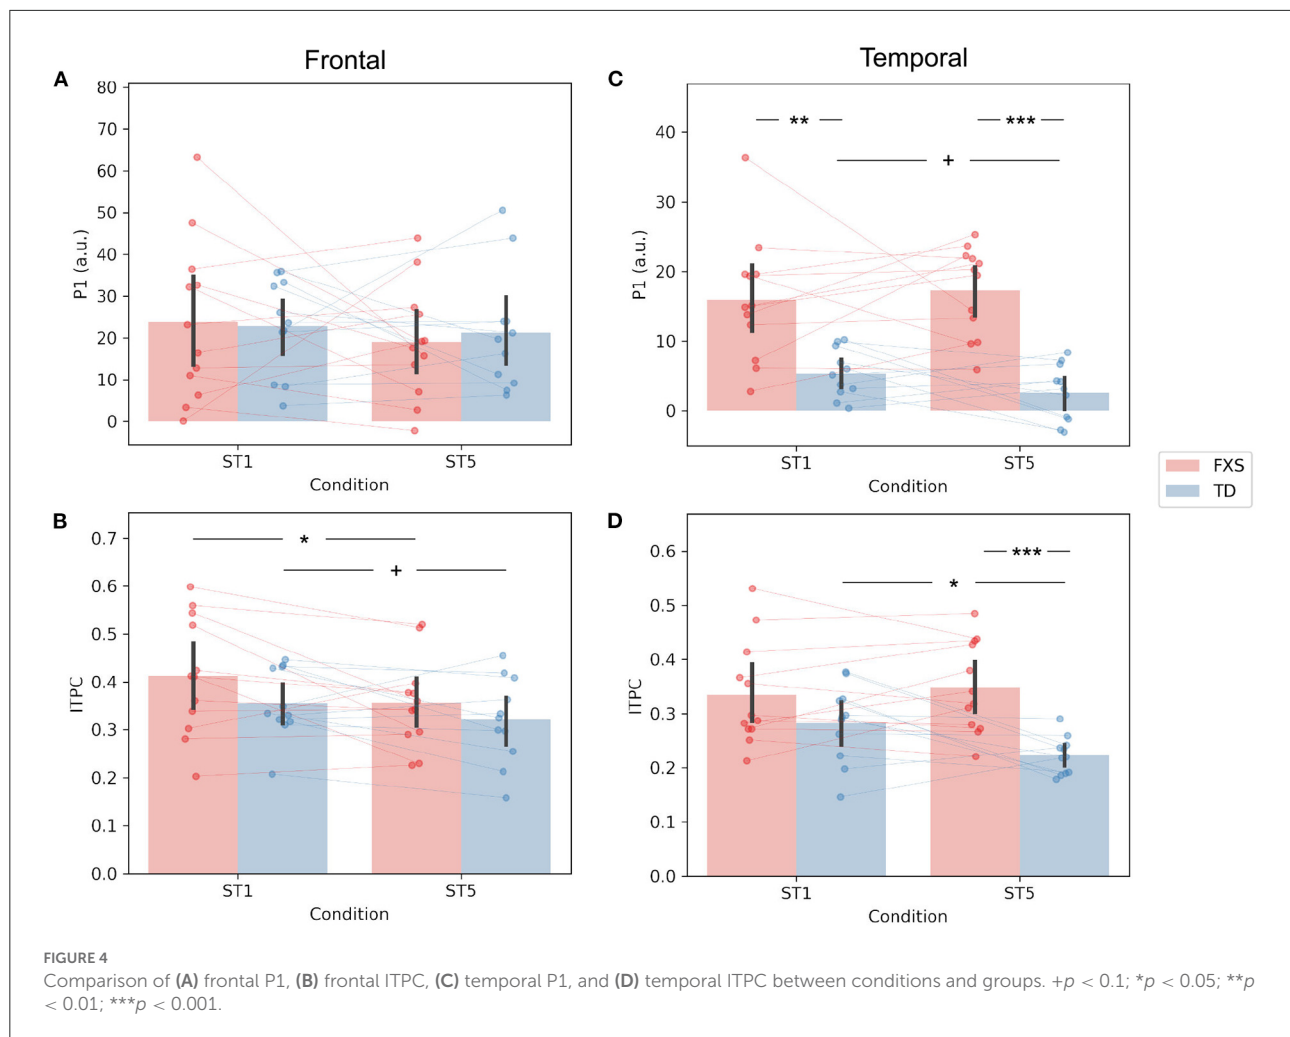 Frontal
A
80
70
60
50
40
30
20
10
0
P1 (a.u.)
ST1
ST5
Condition
Temporal
C
** ***
+
40
30
20
10
0
P1 (a.u.)
ST1
ST5
Condition
FXS
TD
B
*
+
0.7
0.6
0.5
0.4
0.3
0.2
0.1
0.0
ITPC
ST1
ST5
Condition
D
***
*
0.6
0.5
0.4
0.3
0.2
0.1
0.0
ITPC
ST1
ST5
Condition
FIGURE 4
Comparison of (A) frontal P1, (B) frontal ITPC, (C) temporal P1, and (D) temporal ITPC between conditions and groups. +p < 0.1; *p < 0.05; **p
< 0.01; ***p < 0.001.